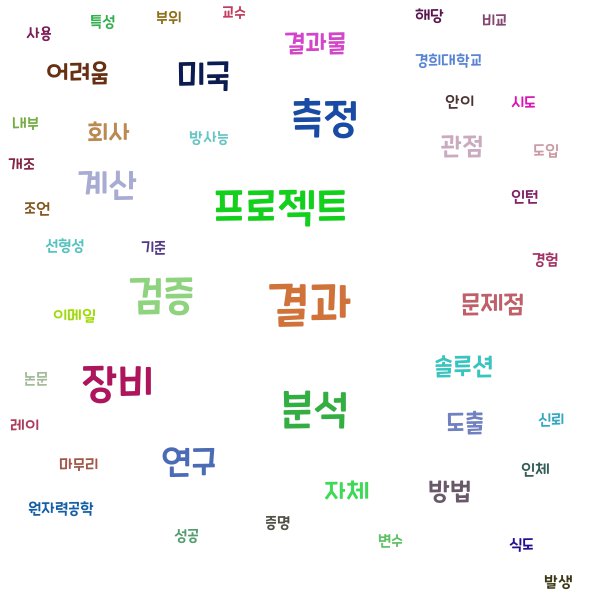 교수
해당
부위
특성
비교
사용
결과물
경희대학교
어려움
미국
안이
시도
측정
내부
회사
방사능
관점
도입
개조
계산
인턴
조언
프로젝트
선형성
기준
경험
검증
결과
문제점
이메일
솔루션
논문
장비
분석
도출
신뢰
레이
마무리
연구
인체
자체
방법
원자력공학
증명
성공
변수
식도
발생